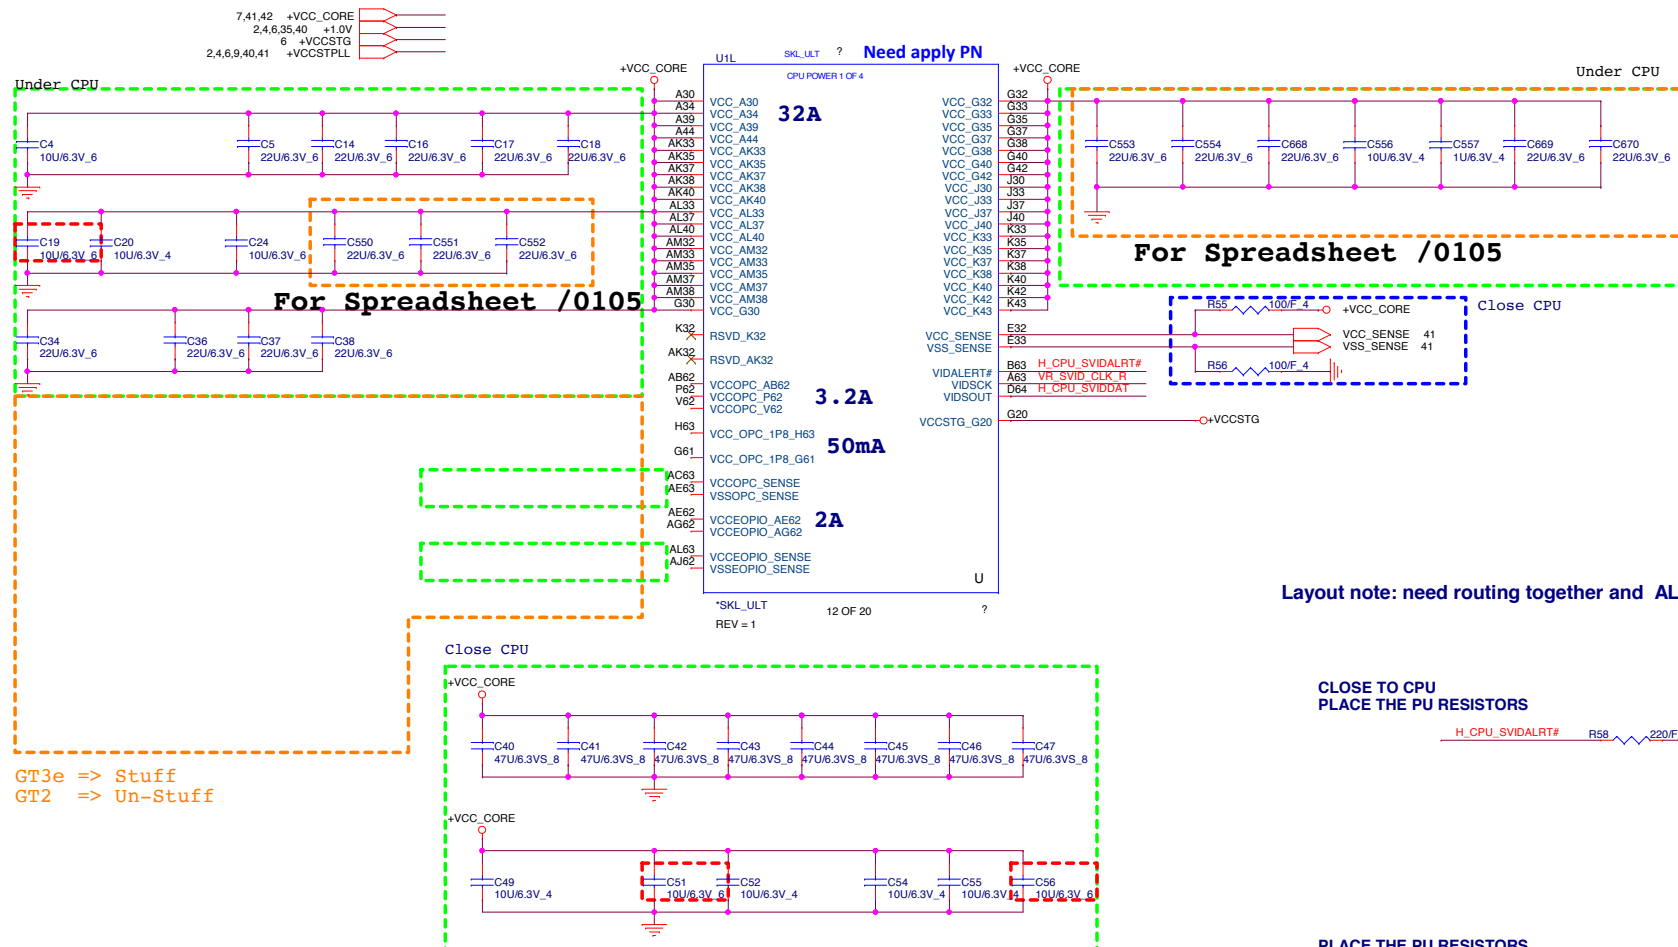 7,41,42 +VCC_CORE
2,4,6,35,40 +1.0V
6 +VCCSTG
2,4,6,9,40,41 +VCCSTPLL
Under CPU
C4
10U/6.3V_6
C5
22U/6.3V_6
C14
22U/6.3V_6
C16
22U/6.3V_6
C17
22U/6.3V_6
C18
22U/6.3V_6
C19
10U/6.3V_6
C20
10U/6.3V_4
C24
10U/6.3V_6
C550
22U/6.3V_6
C551
22U/6.3V_6
C552
22U/6.3V_6
For Spreadsheet /0105
C34
22U/6.3V_6
C36
22U/6.3V_6
C37
22U/6.3V_6
C38
22U/6.3V_6
GT3e => Stuff
GT2 => Un-Stuff
+VCC_CORE
U1L
SKL_ULT
?
Need apply PN
CPU POWER 1 OF 4
32A
A30 VCC_A30
A34 VCC_A34
A39 VCC_A39
A44 VCC_A44
AK33 VCC_AK33
AK35 VCC_AK35
AK37 VCC_AK37
AK38 VCC_AK38
AK40 VCC_AK40
AL33 VCC_AL33
AL37 VCC_AL37
AL40 VCC_AL40
AM32 VCC_AM32
AM33 VCC_AM33
AM35 VCC_AM35
AM37 VCC_AM37
AM38 VCC_AM38
G30 VCC_G30
K32 RSVD_K32
AK32 RSVD_AK32
AB62 VCCOPC_AB62
P62 VCCOPC_P62
V62 VCCOPC_V62
3.2A
H63 VCC_OPC_1P8_H63
50mA
G61 VCC_OPC_1P8_G61
AC63 VCCOPC_SENSE
AE63 VSSOPC_SENSE
AE62 VCCEOPIO_AE62
AG62 VCCEOPIO_AG62
2A
AL63 VCCEOPIO_SENSE
AJ62 VSSEOPIO_SENSE
U
*SKL_ULT
12 OF 20
?
REV = 1
+VCC_CORE
VCC_G32 G32
VCC_G33 G33
VCC_G35 G35
VCC_G37 G37
VCC_G38 G38
VCC_G40 G40
VCC_G42 G42
VCC_J30 J30
VCC_J33 J33
VCC_J37 J37
VCC_J40 J40
VCC_K33 K33
VCC_K35 K35
VCC_K37 K37
VCC_K38 K38
VCC_K40 K40
VCC_K42 K42
VCC_K43 K43
VCC_SENSE E32
VSS_SENSE E33
VIDALERT# B63 H_CPU_SVIDALRT#
VIDSCK A63 VR_SVID_CLK_R
VIDSOUT D64 H_CPU_SVIDDAT
VCCSTG_G20 G20 +VCCSTG
Under CPU
C553
22U/6.3V_6
C554
22U/6.3V_6
C668
22U/6.3V_6
C556
10U/6.3V_4
C557
1U/6.3V_4
C669
22U/6.3V_6
C670
22U/6.3V_6
For Spreadsheet /0105
Close CPU
R55 100/F_4 +VCC_CORE
VCC_SENSE 41
VSS_SENSE 41
R56 100/F_4
Layout note: need routing together and AL
CLOSE TO CPU
PLACE THE PU RESISTORS
H_CPU_SVIDALRT# R58 220/F
Close CPU
+VCC_CORE
C40
47U/6.3VS_8
C41
47U/6.3VS_8
C42
47U/6.3VS_8
C43
47U/6.3VS_8
C44
47U/6.3VS_8
C45
47U/6.3VS_8
C46
47U/6.3VS_8
C47
47U/6.3VS_8
+VCC_CORE
C49
10U/6.3V_4
C51
10U/6.3V_6
C52
10U/6.3V_4
C54
10U/6.3V_4
C55
10U/6.3V_4
C56
10U/6.3V_6
PLACE THE PU RESISTORS